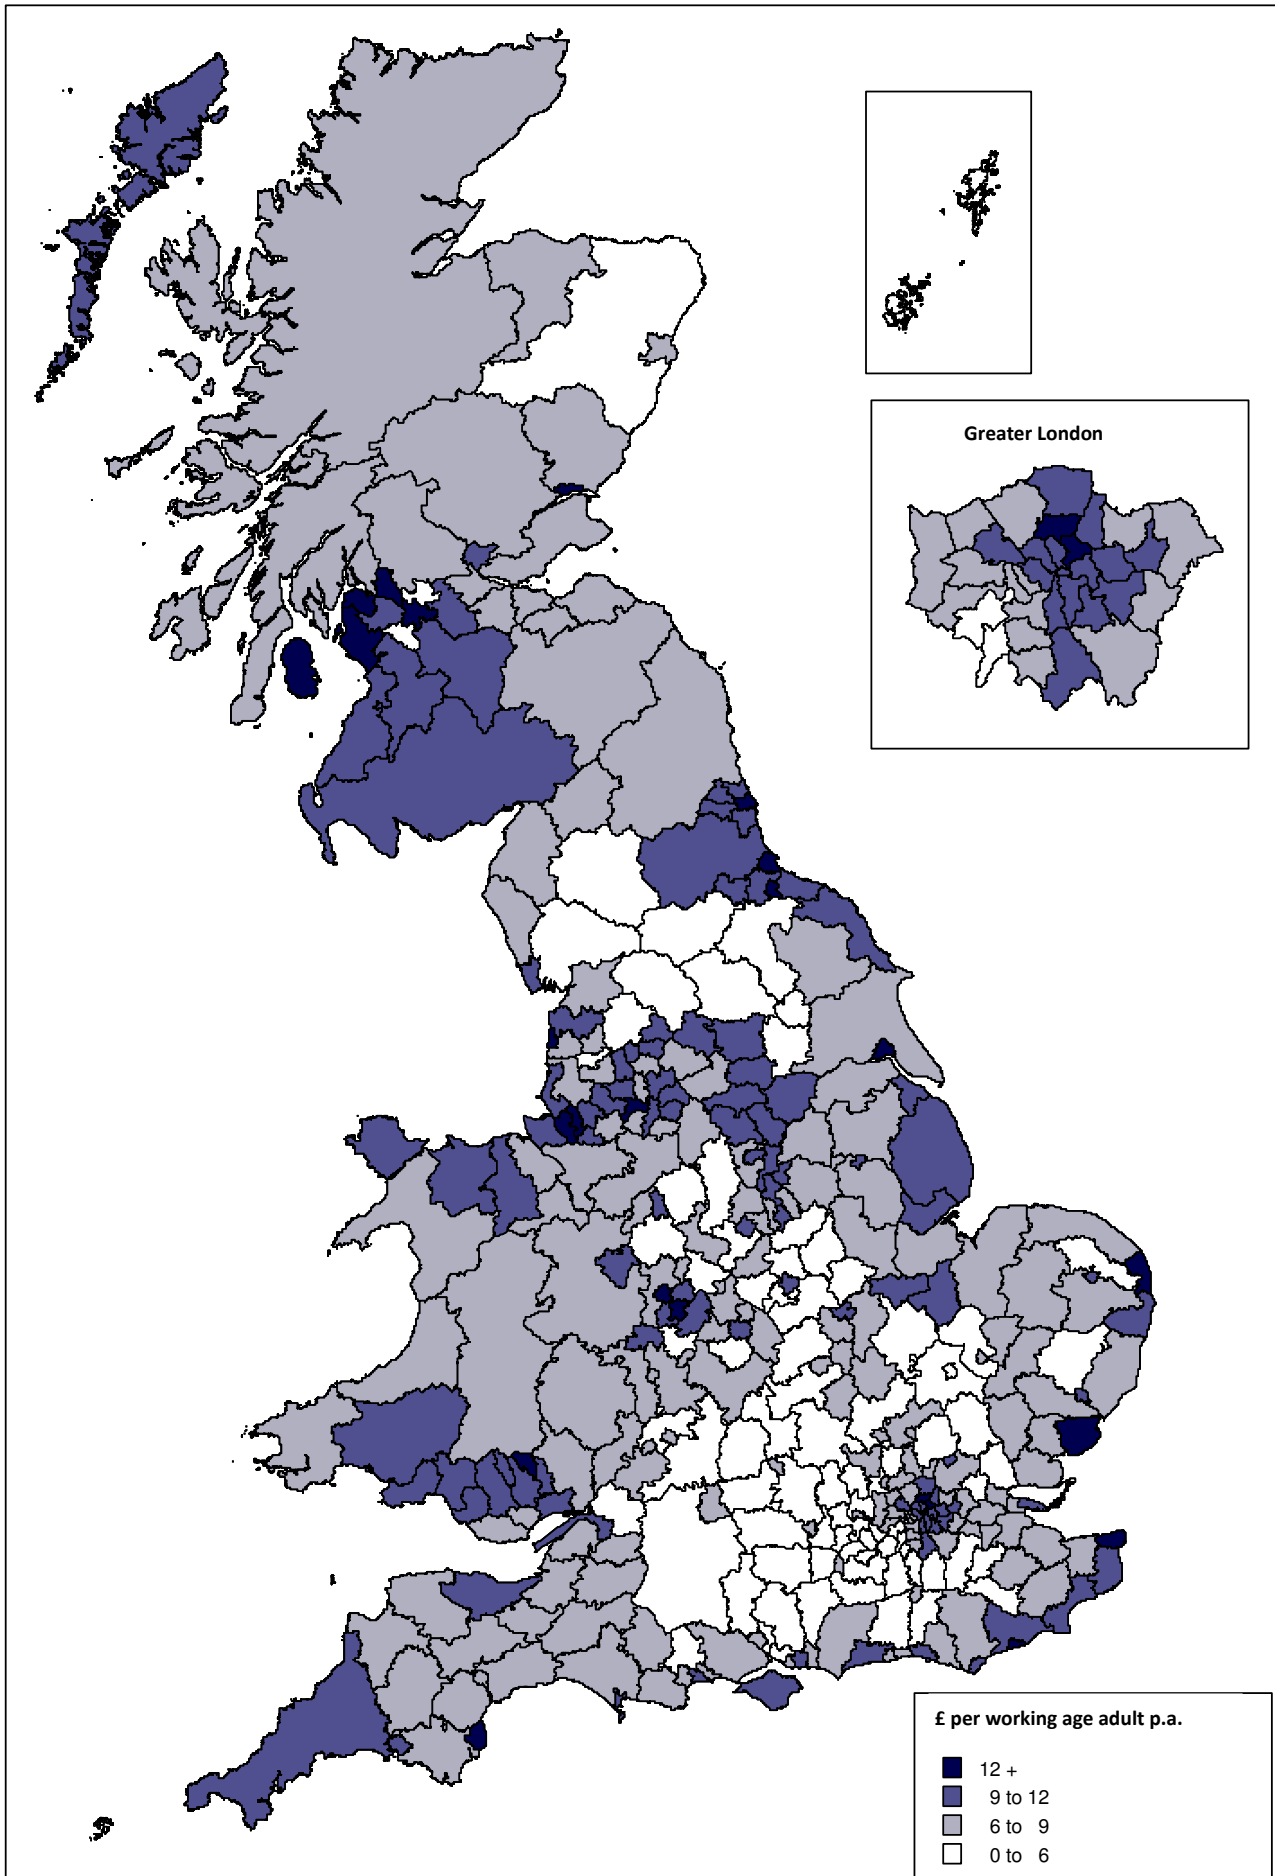 Greater London
£ per working age adult p.a.
12 +
9 to 12
6 to 9
0 to 6